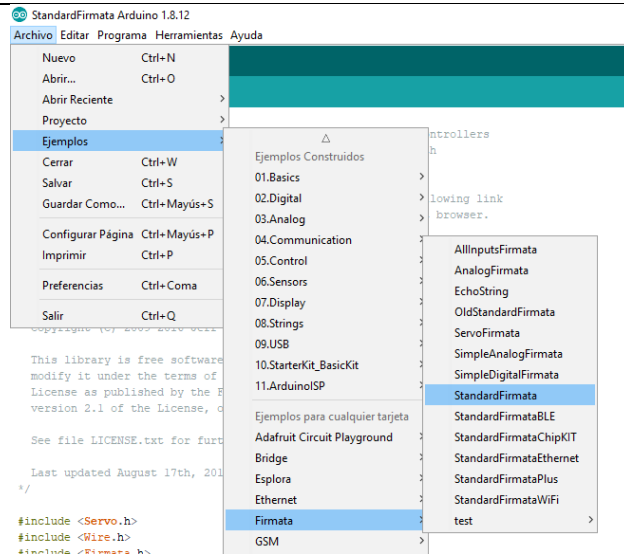 StandardFirmata Arduino 1.8.12
Archivo Editar Programa Herramientas Ayuda
Nuevo Ctrl+N
Abrir... Ctrl+O
Abrir Reciente
Proyecto
Ejemplos
Cerrar Ctrl+W
Salvar Ctrl+S
Guardar Como... Ctrl+Mayús+S
Configurar Página Ctrl+Mayús+P
Imprimir Ctrl+P
Preferencias Ctrl+Coma
Salir Ctrl+Q
Ejemplos Construidos
01.Basics
02.Digital
03.Analog
04.Communication
05.Control
06.Sensors
07.Display
08.Strings
09.USB
10.StarterKit_BasicKit
11.ArduinoISP
Ejemplos para cualquier tarjeta
Adafruit Circuit Playground
Bridge
Esplora
Ethernet
Firmata
GSM
AllInputsFirmata
AnalogFirmata
EchoString
OldStandardFirmata
ServoFirmata
SimpleAnalogFirmata
SimpleDigitalFirmata
StandardFirmata
StandardFirmataBLE
StandardFirmataChipKIT
StandardFirmataEthernet
StandardFirmataPlus
StandardFirmataWiFi
test
ntrollers
h
lowing link
browser.
This library is free software
modify it under the terms of
License as published by the F
version 2.1 of the License, o
See file LICENSE.txt for furt
Last updated August 17th, 201
*/
#include <Servo.h>
#include <Wire.h>
#include <Firmata.h>